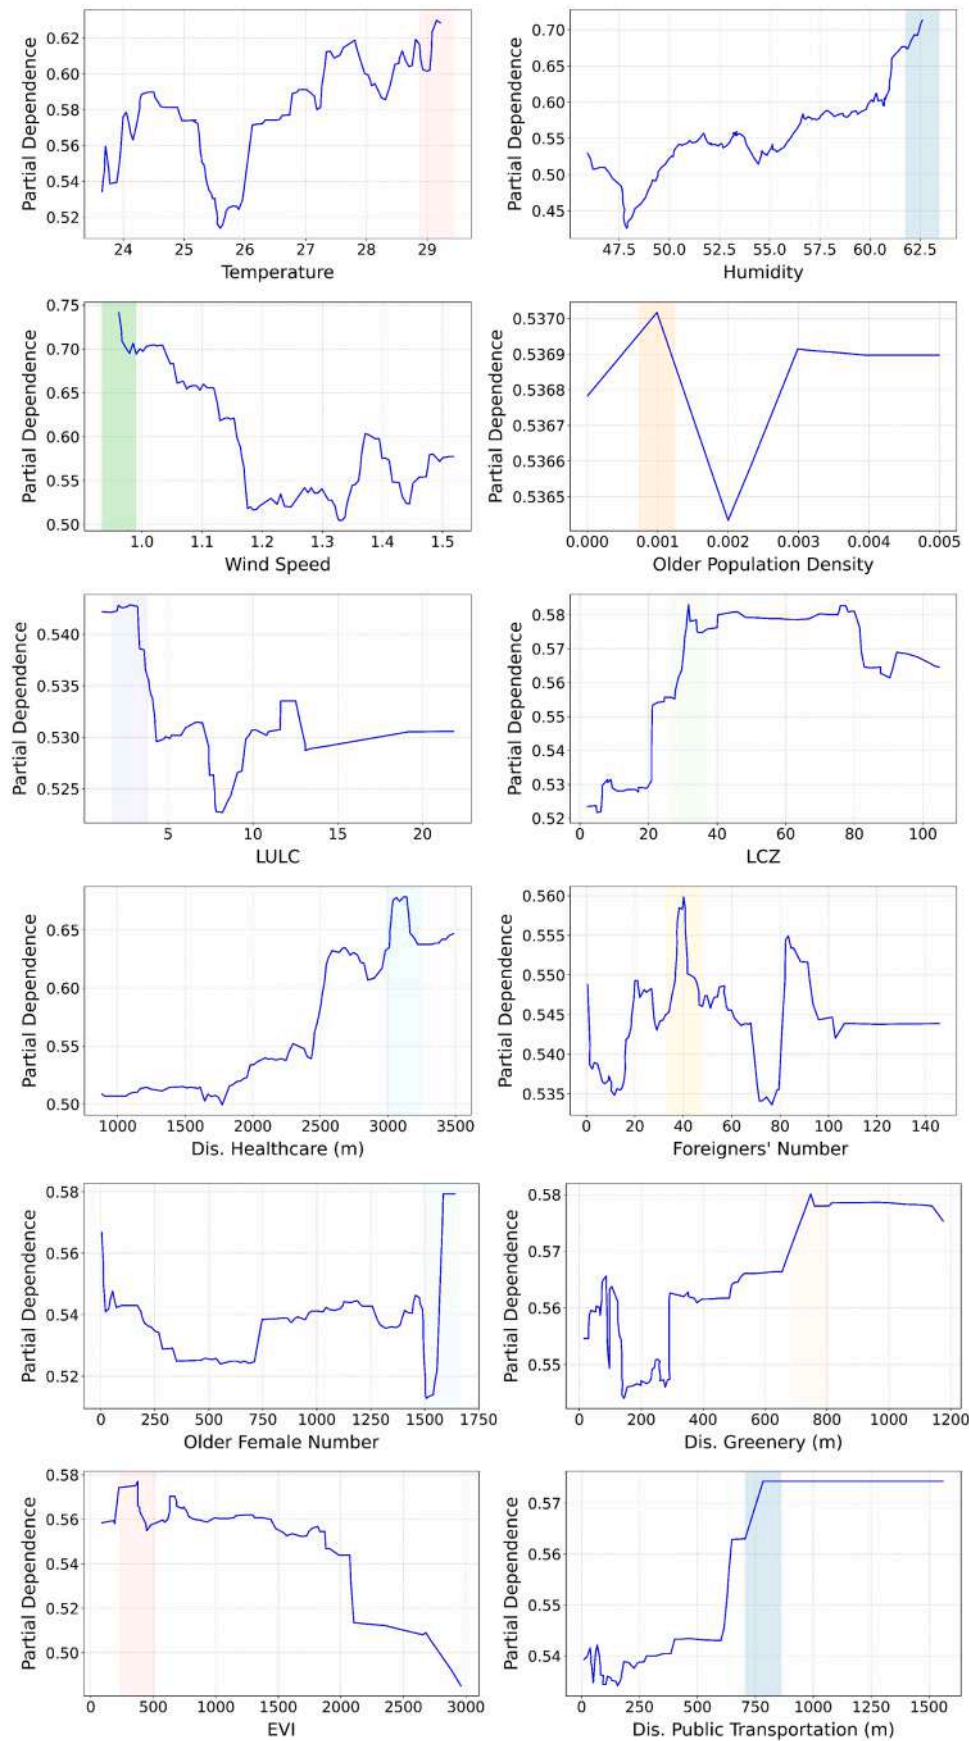 Partial Dependence
0.62
0.60
0.58
0.56
0.54
0.52
24 25 26 27 28 29
Temperature
Partial Dependence
0.70
0.65
0.60
0.55
0.50
0.45
47.5 50.0 52.5 55.0 57.5 60.0 62.5
Humidity
Partial Dependence
0.75
0.70
0.65
0.60
0.55
0.50
1.0 1.1 1.2 1.3 1.4 1.5
Wind Speed
Partial Dependence
0.5370
0.5369
0.5368
0.5367
0.5366
0.5365
0.000 0.001 0.002 0.003 0.004 0.005
Older Population Density
Partial Dependence
0.540
0.535
0.530
0.525
5 10 15 20
LULC
Partial Dependence
0.58
0.57
0.56
0.55
0.54
0.53
0.52
0 20 40 60 80 100
LCZ
Partial Dependence
0.65
0.60
0.55
0.50
1000 1500 2000 2500 3000 3500
Dis. Healthcare (m)
Partial Dependence
0.560
0.555
0.550
0.545
0.540
0.535
0 20 40 60 80 100 120 140
Foreigners' Number
Partial Dependence
0.58
0.56
0.54
0.52
0 250 500 750 1000 1250 1500 1750
Older Female Number
Partial Dependence
0.58
0.57
0.56
0.55
0 200 400 600 800 1000 1200
Dis. Greenery (m)
Partial Dependence
0.58
0.56
0.54
0.52
0.50
0 500 1000 1500 2000 2500 3000
EVI
Partial Dependence
0.57
0.56
0.55
0.54
0 250 500 750 1000 1250 1500
Dis. Public Transportation (m)